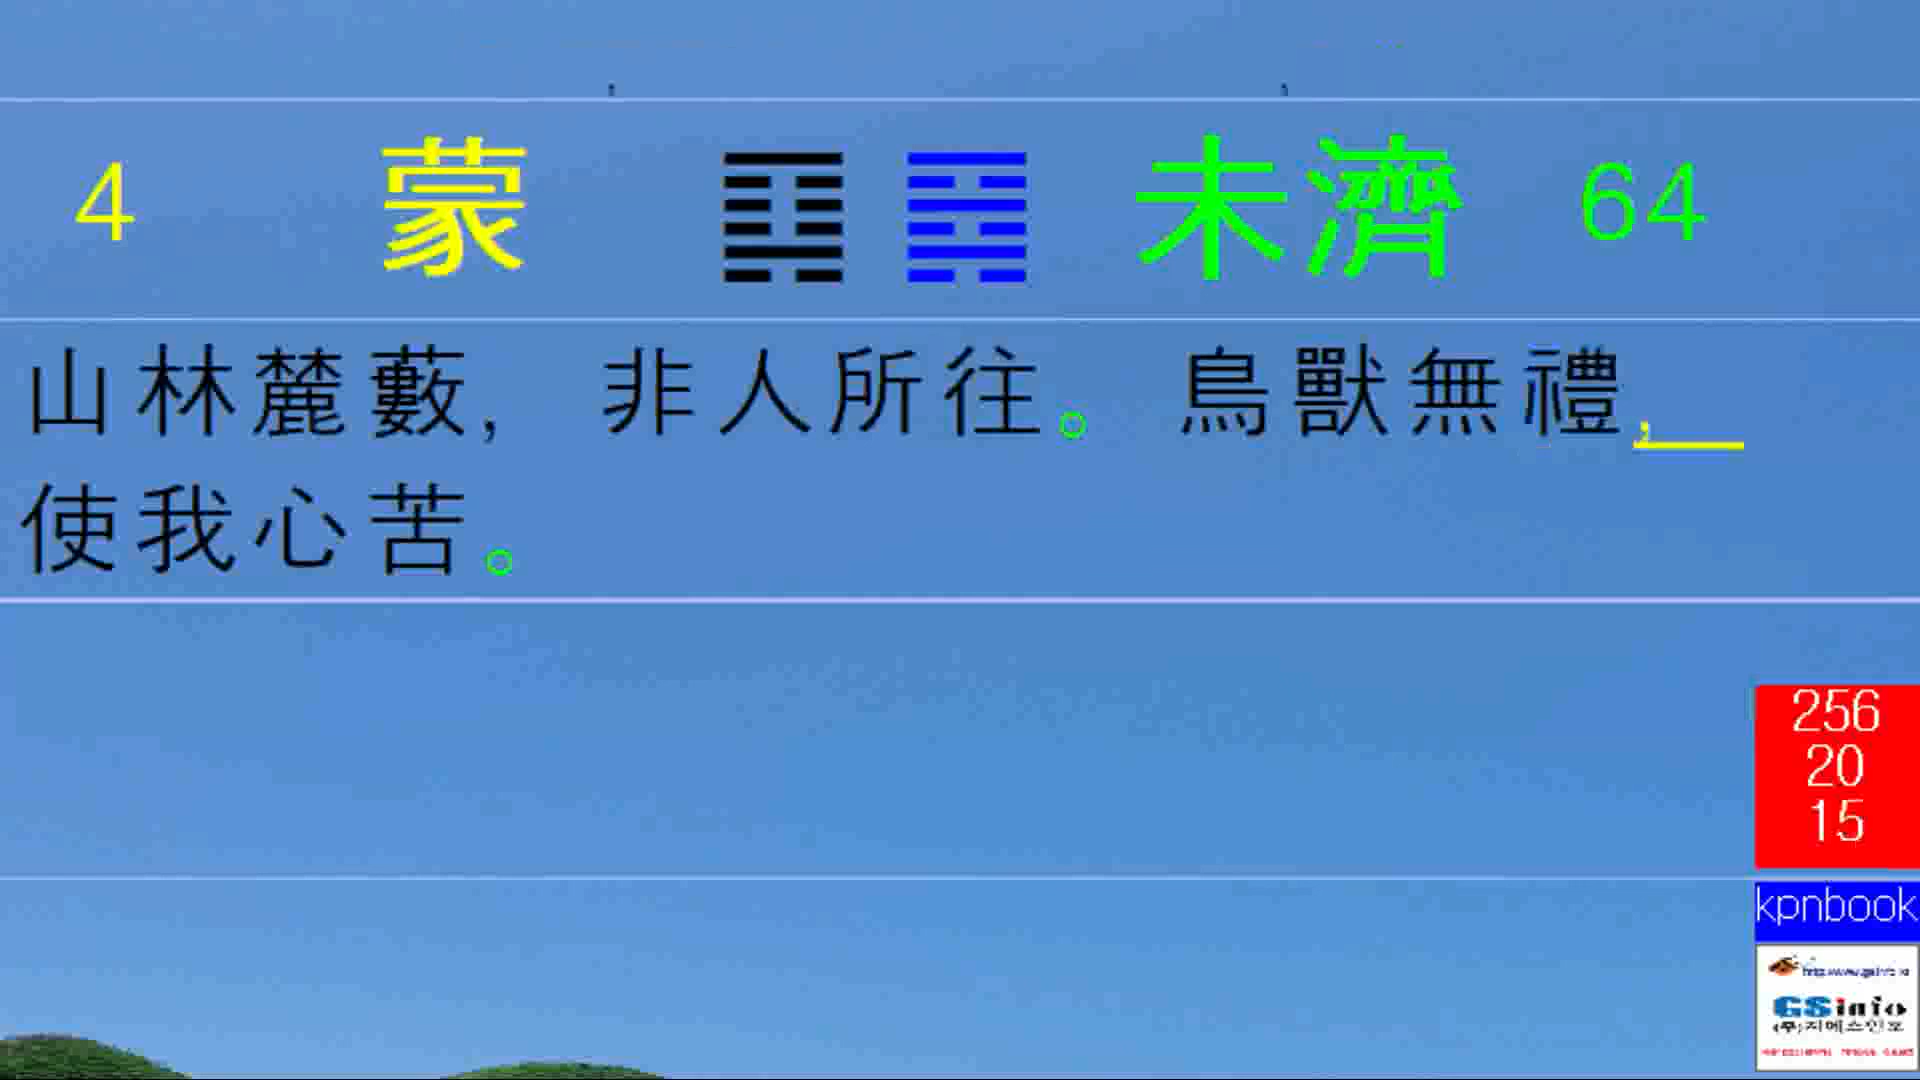 4 蒙 未濟 64
山林麓藪, 非人所往。 鳥獸無禮,
使我心苦。
256
20
15
kpnbook
GSinfo
(주)지에스인포